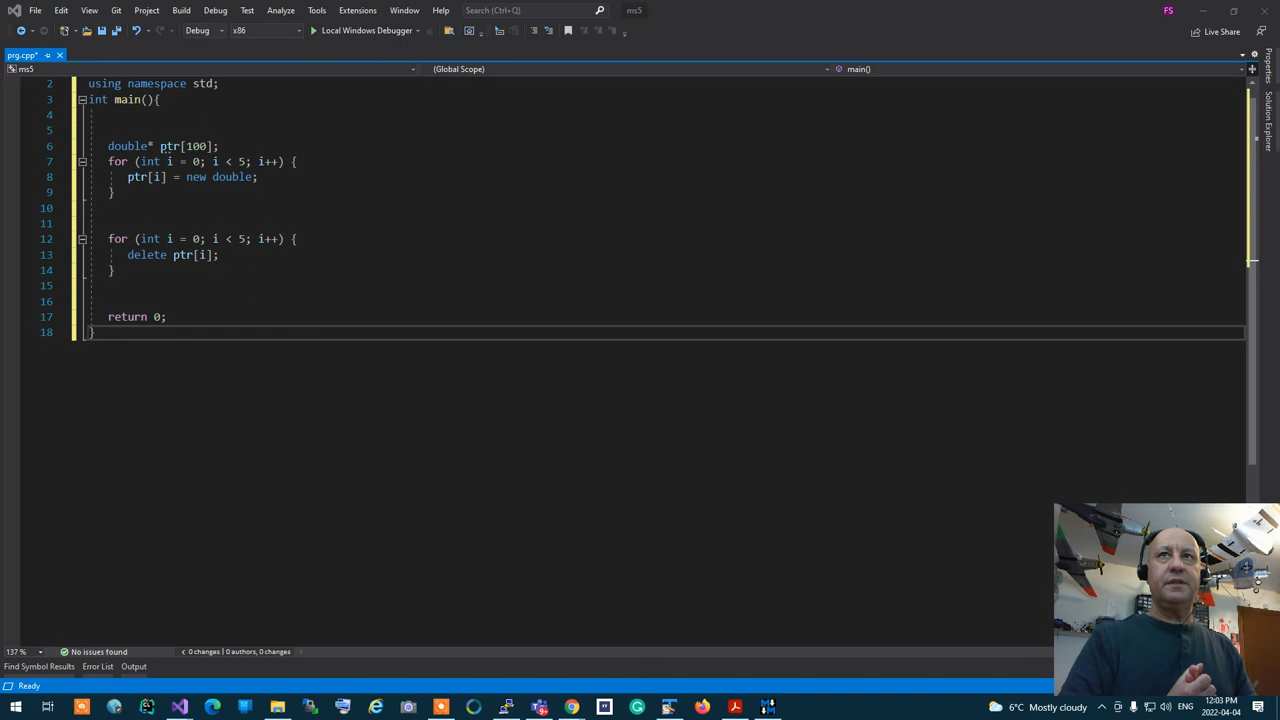 File Edit View Git Project Build Debug Test Analyze Tools Extensions Window Help Search (Ctrl+Q) ms5 FS
Debug x86 Local Windows Debugger Live Share
prg.cpp*
ms5 (Global Scope) main()
2 using namespace std;
3 int main(){
4
5
6 double* ptr[100];
7 for (int i = 0; i < 5; i++) {
8 ptr[i] = new double;
9 }
10
11
12 for (int i = 0; i < 5; i++) {
13 delete ptr[i];
14 }
15
16
17 return 0;
18 }
Properties
Solution Explorer
137 % No issues found 0 changes | 0 authors, 0 changes
Find Symbol Results Error List Output
Ready
6°C Mostly cloudy ENG 12:03 PM
2022-04-04